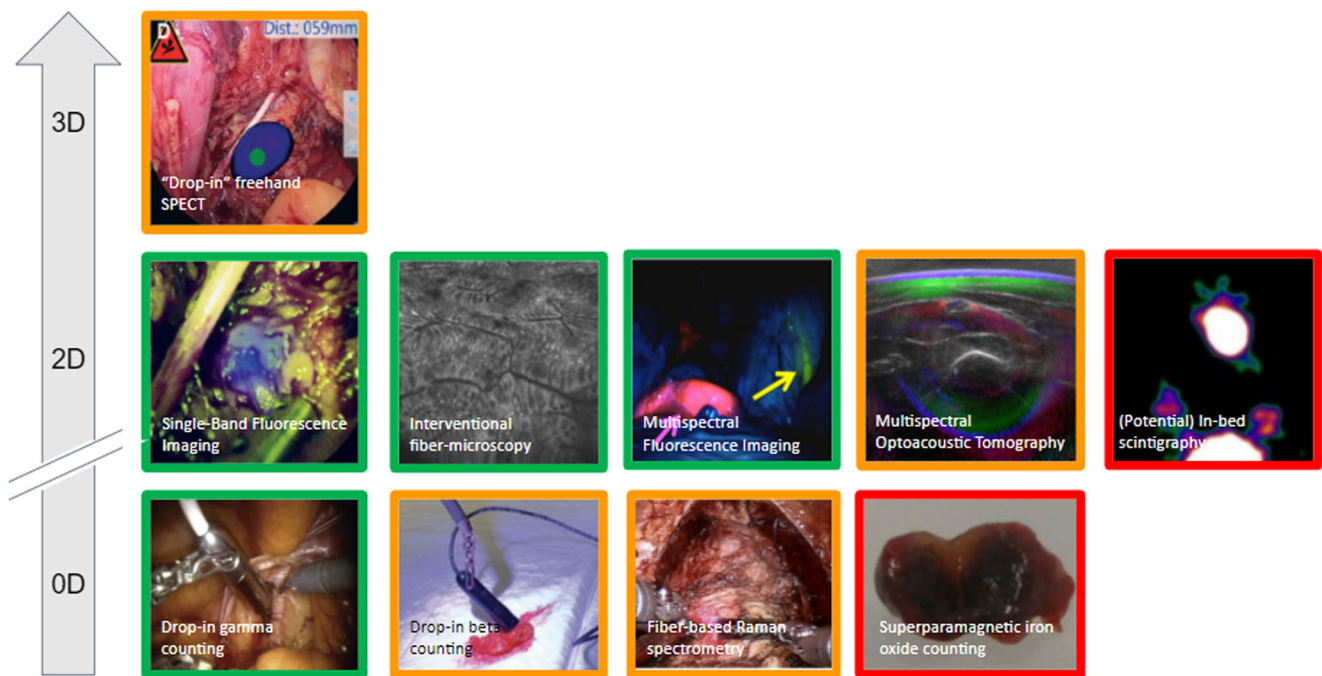 3D
D
Dist.: 059mm
“Drop-in” freehand
SPECT
2D
Single-Band Fluorescence
Imaging
Interventional
fiber-microscopy
Multispectral
Fluorescence Imaging
Multispectral
Optoacoustic Tomography
(Potential) In-bed
scintigraphy
0D
Drop-in gamma
counting
Drop-in beta
counting
Fiber-based Raman
spectrometry
Superparamagnetic iron
oxide counting